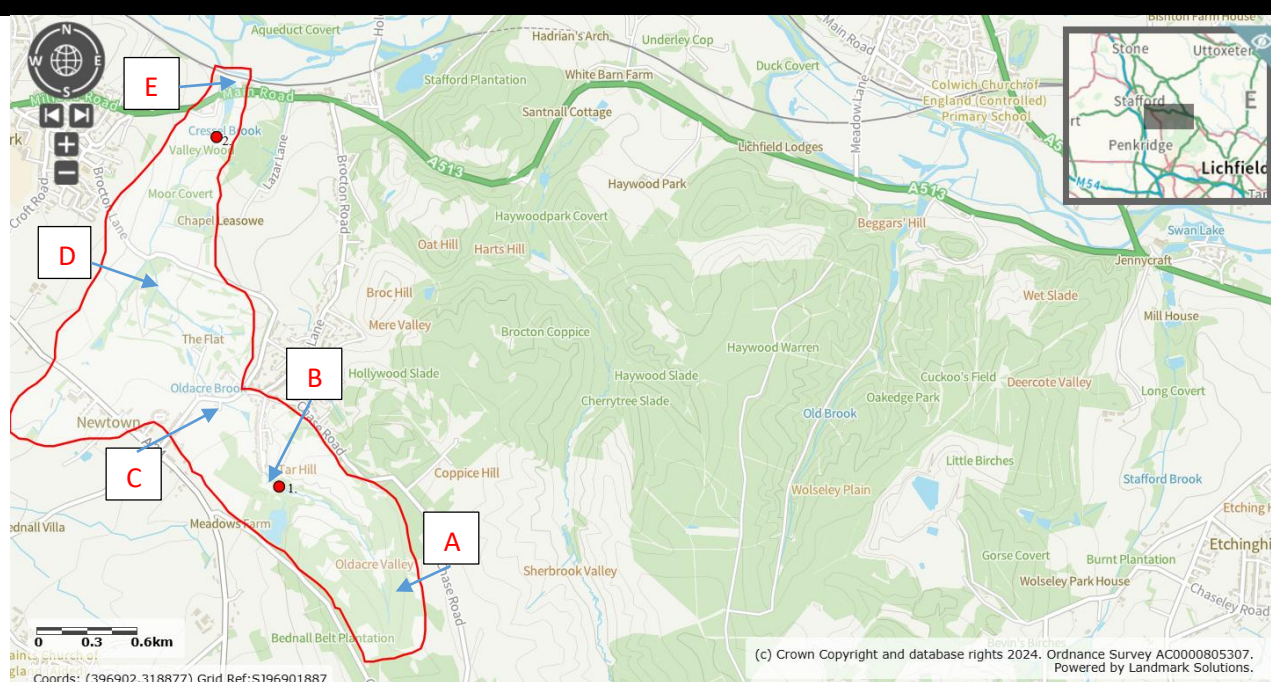 Aqueduct Covert
Hadrian's Arch
Underley Cop
Main Road
Bishton Farm House
N
W
E
S
E
Stafford Plantation
White Barn Farm
Duck Covert
Colwich Church of
England (Controlled)
Primary School
Stone
Uttoxeter
Stafford
E
Penkridge
Lichfield
M54
Main Road
Santnall Cottage
Meadow Lane
Cressel Brook
2.
Valley Wood
Lazar Lane
Lichfield Lodges
A513
A513
Brocton Lane
Croft Road
Moor Covert
Brocton Road
Haywood Park
Chapel Leasowe
Haywoodpark Covert
Beggars' Hill
Swan Lake
D
Oat Hill
Harts Hill
Jennycraft
Broc Hill
Wet Slade
Mere Valley
Brocton Coppice
Mill House
The Flat
Lane
Haywood Warren
B
Hollywood Slade
Haywood Slade
Cuckoo's Field
Deercote Valley
Oldacre Brook
Cherrytree Slade
Oakedge Park
Long Covert
Newtown
Chase Road
Old Brook
A34
C
Tar Hill
Coppice Hill
Little Birches
1.
Wolseley Plain
Stafford Brook
Meadows Farm
A
Etching
Oldacre Valley
Sherbrook Valley
Gorse Covert
Burnt Plantation
Etchinghi
Chase Road
Wolseley Park House
Chaseley Road
0 0.3 0.6km
Bednall Belt Plantation
Bevin's Birches
(c) Crown Copyright and database rights 2024. Ordnance Survey AC0000805307.
Powered by Landmark Solutions.
Coords: (396902,318877) Grid Ref:SJ96901887